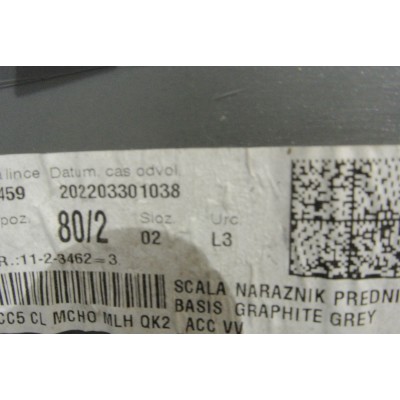 lince Datum, cas odvol
459 202203301038
poz. 80/2 Sloz. 02 Urc. L3
R.:11-2-3462=3
SCALA NARAZNIK PREDNI
CC5 CL MCHO MLH QK2 BASIS GRAPHITE GREY
ACC VV